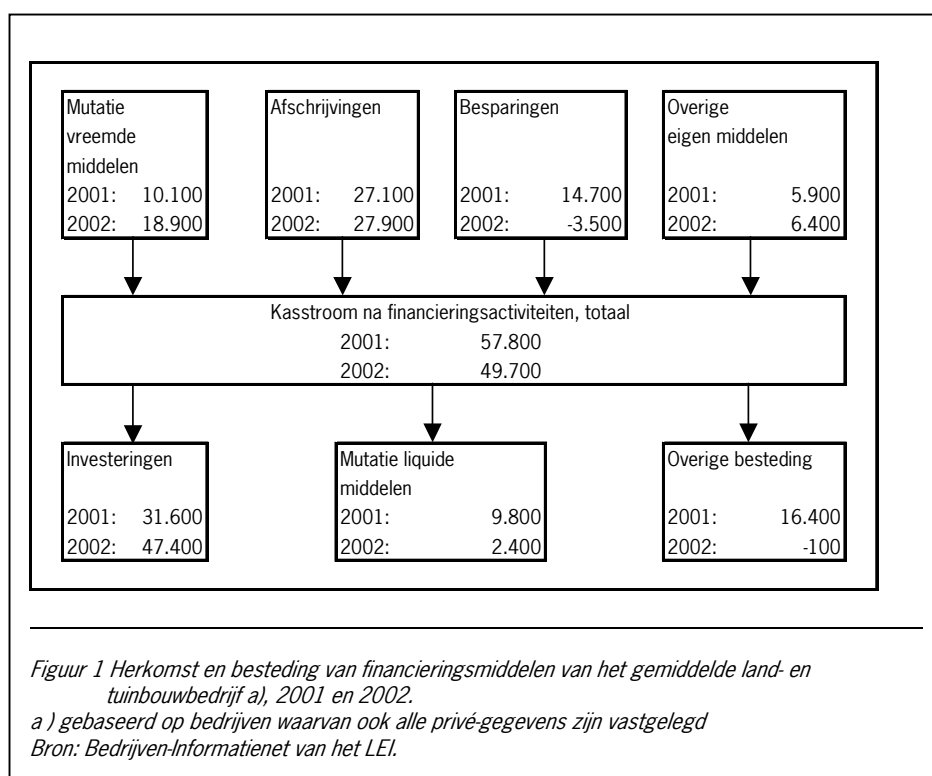 Mutatie
vreemde
middelen
2001: 10.100
2002: 18.900
Afschrijvingen
2001: 27.100
2002: 27.900
Besparingen
2001: 14.700
2002: -3.500
Overige
eigen middelen
2001: 5.900
2002: 6.400
Kasstroom na financieringsactiviteiten, totaal
2001: 57.800
2002: 49.700
Investeringen
2001: 31.600
2002: 47.400
Mutatie liquide
middelen
2001: 9.800
2002: 2.400
Overige besteding
2001: 16.400
2002: -100
Figuur 1 Herkomst en besteding van financieringsmiddelen van het gemiddelde land- en
tuinbouwbedrijf a), 2001 en 2002.
a ) gebaseerd op bedrijven waarvan ook alle privé-gegevens zijn vastgelegd
Bron: Bedrijven-Informatienet van het LEI.